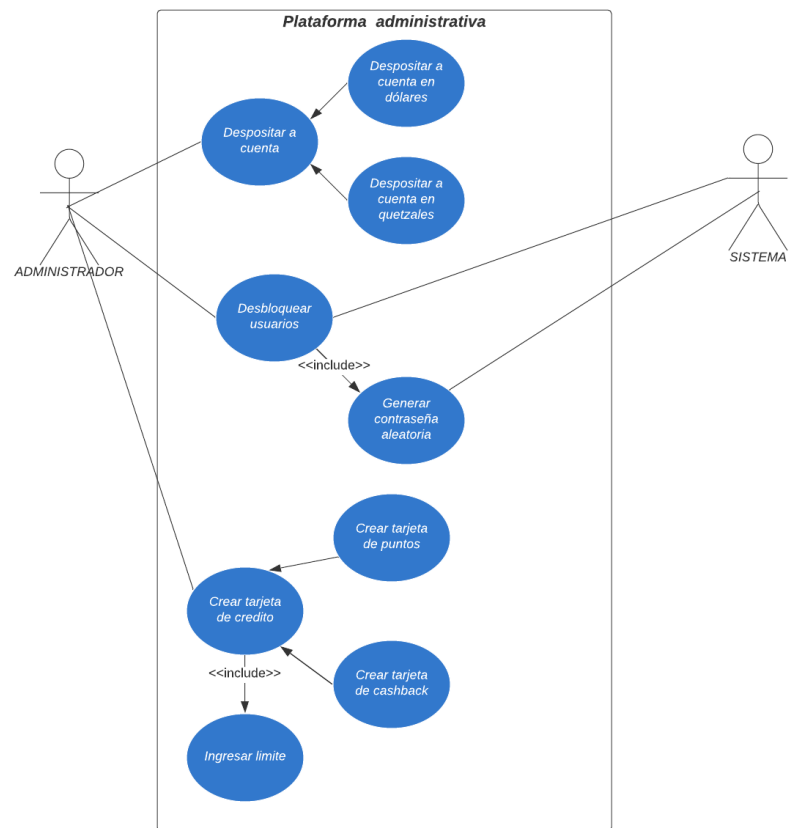 Plataforma administrativa
Despositar a
cuenta en
dólares
Despositar a
cuenta
Despositar a
cuenta en
quetzales
ADMINISTRADOR
SISTEMA
Desbloquear
usuarios
<<include>>
Generar
contraseña
aleatoria
Crear tarjeta
de puntos
Crear tarjeta
de credito
<<include>>
Crear tarjeta
de cashback
Ingresar limite